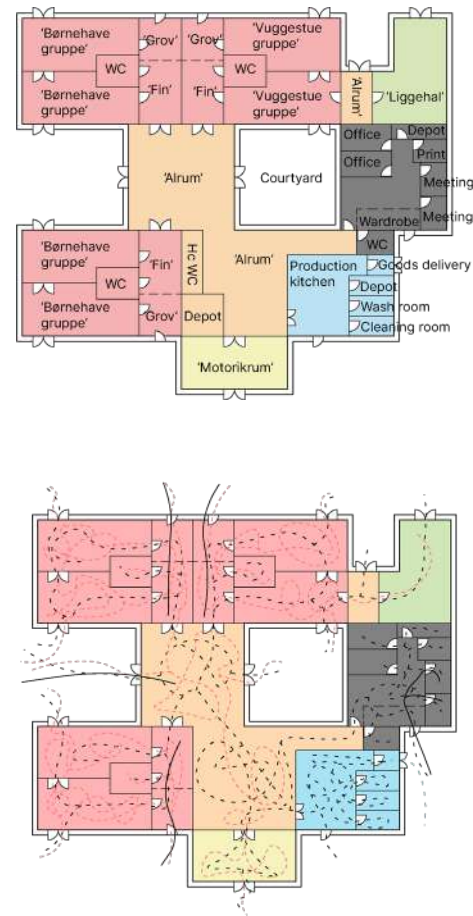 'Børnehave
gruppe'
'Grov'
'Grov'
'Vuggestue
gruppe'
WC
WC
'Alrum'
'Liggehal'
'Børnehave
gruppe'
'Fin'
'Fin'
'Vuggestue
gruppe'
Office
Depot
Office
Print
'Alrum'
Courtyard
Meeting
Meeting
Wardrobe
'Børnehave
gruppe'
'Fin'
Hc WC
'Alrum'
WC
Production
kitchen
Goods delivery
WC
Depot
'Børnehave
gruppe'
'Grov'
Depot
Wash room
Cleaning room
'Motorikrum'